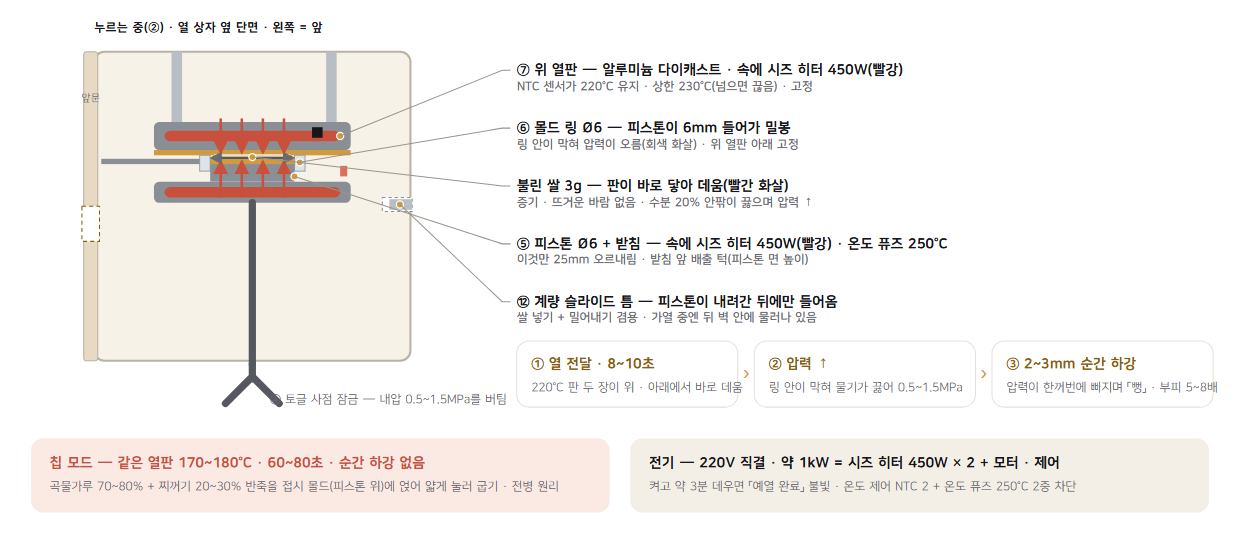 누르는 중(②) · 열 상자 옆 단면 · 왼쪽 = 앞
앞문
⑦ 위 열판 — 알루미늄 다이캐스트 · 속에 시즈 히터 450W(빨강)
NTC 센서가 220℃ 유지 · 상한 230℃(넘으면 끊음) · 고정
⑥ 몰드 링 Ø6 — 피스톤이 6mm 들어가 밀봉
링 안이 막혀 압력이 오름(회색 화살) · 위 열판 아래 고정
불린 쌀 3g — 판이 바로 닿아 데움(빨간 화살)
증기 · 뜨거운 바람 없음 · 수분 20% 안팎이 끓으며 압력 ↑
⑤ 피스톤 Ø6 + 받침 — 속에 시즈 히터 450W(빨강) · 온도 퓨즈 250℃
이것만 25mm 오르내림 · 받침 앞 배출 턱(피스톤 면 높이)
⑫ 계량 슬라이드 틈 — 피스톤이 내려간 뒤에만 들어옴
쌀 넣기 + 밀어내기 겸용 · 가열 중엔 뒤 벽 안에 물러나 있음
토글 사점 잠금 — 내압 0.5~1.5MPa를 버팀
① 열 전달 · 8~10초
220℃ 판 두 장이 위 · 아래에서 바로 데움
›
② 압력 ↑
링 안이 막혀 물기가 끓어 0.5~1.5MPa
›
③ 2~3mm 순간 하강
압력이 한꺼번에 빠지며 「뻥」 · 부피 5~8배
칩 모드 — 같은 열판 170~180℃ · 60~80초 · 순간 하강 없음
곡물가루 70~80% + 찌꺼기 20~30% 반죽을 접시 몰드(피스톤 위)에 얹어 얇게 눌러 굽기 · 전병 원리
전기 — 220V 직결 · 약 1kW = 시즈 히터 450W × 2 + 모터 · 제어
켜고 약 3분 데우면 「예열 완료」 불빛 · 온도 제어 NTC 2 + 온도 퓨즈 250℃ 2중 차단